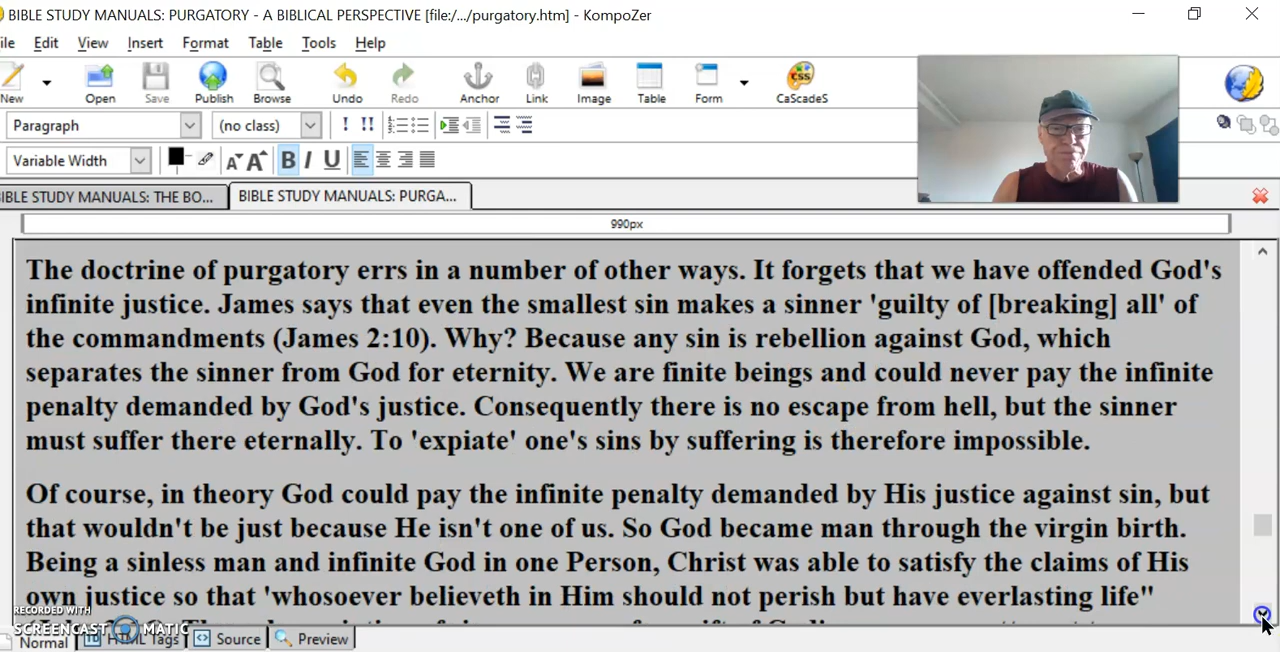 BIBLE STUDY MANUALS: PURGATORY - A BIBLICAL PERSPECTIVE [file:/.../purgatory.htm] - KompoZer
ile Edit View Insert Format Table Tools Help
New Open Save Publish Browse Undo Redo Anchor Link Image Table Form CaScadeS
Paragraph (no class) ! !!
Variable Width A A B I U
IBLE STUDY MANUALS: THE BO... BIBLE STUDY MANUALS: PURGA...
990px
The doctrine of purgatory errs in a number of other ways. It forgets that we have offended God's
infinite justice. James says that even the smallest sin makes a sinner 'guilty of [breaking] all' of
the commandments (James 2:10). Why? Because any sin is rebellion against God, which
separates the sinner from God for eternity. We are finite beings and could never pay the infinite
penalty demanded by God's justice. Consequently there is no escape from hell, but the sinner
must suffer there eternally. To 'expiate' one's sins by suffering is therefore impossible.
Of course, in theory God could pay the infinite penalty demanded by His justice against sin, but
that wouldn't be just because He isn't one of us. So God became man through the virgin birth.
Being a sinless man and infinite God in one Person, Christ was able to satisfy the claims of His
own justice so that 'whosoever believeth in Him should not perish but have everlasting life"
RECORDED WITH
SCREENCAST MATIC
Normal HTML Tags Source Preview